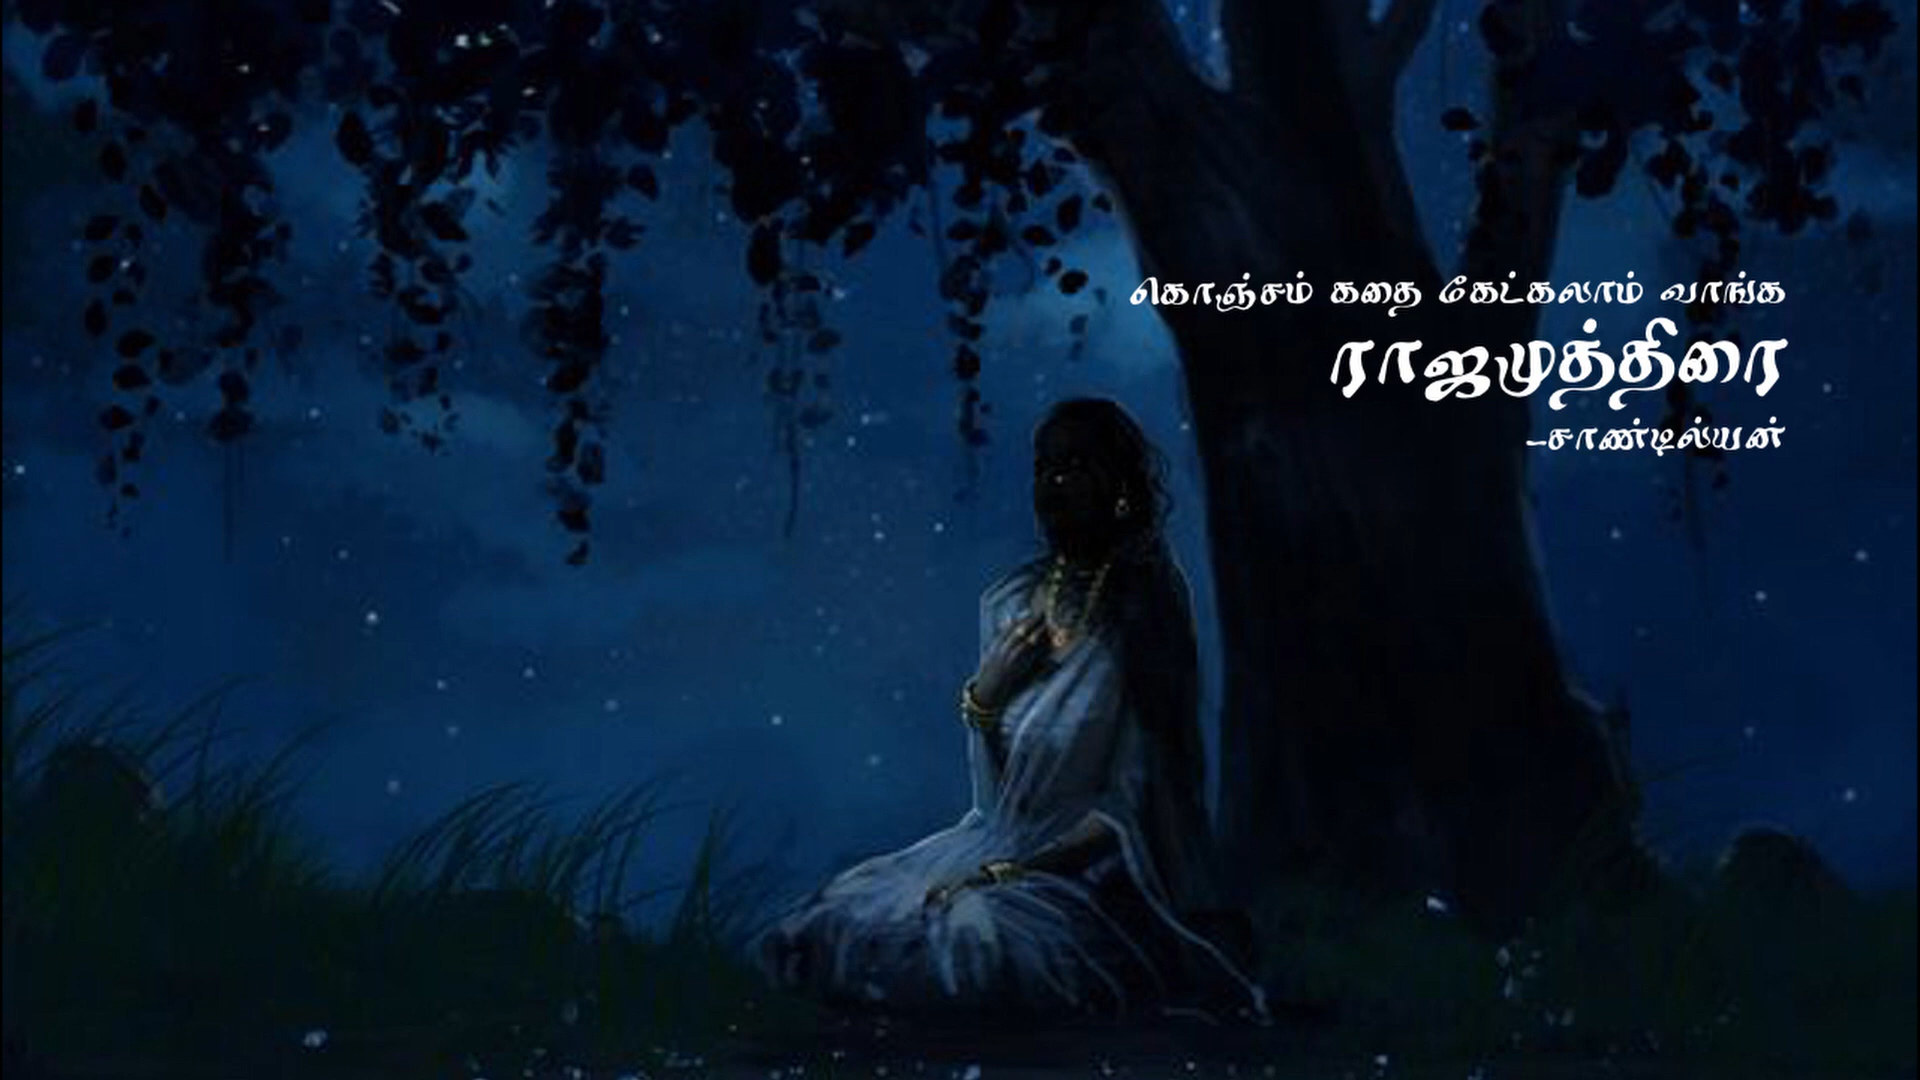 கொஞ்சம் கதை கேட்கலாம் வாங்க
ராஜமுத்திரை
-சாண்டில்யன்